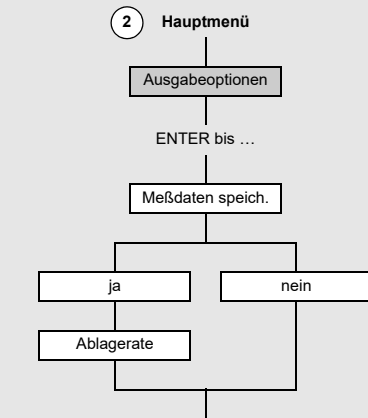 2 Hauptmenü
Ausgabeoptionen
ENTER bis …
Meßdaten speich.
ja nein
Ablagerate